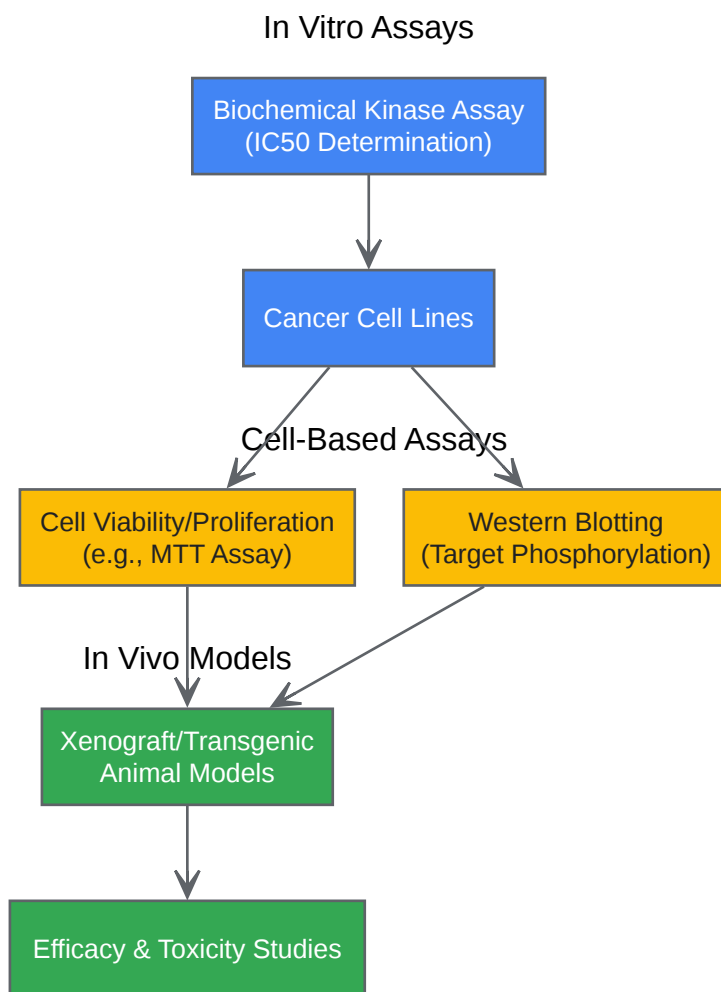 In Vitro Assays
Biochemical Kinase Assay
(IC50 Determination)
Cancer Cell Lines
Cell-Based Assays
Cell Viability/Proliferation
(e.g., MTT Assay)
Western Blotting
(Target Phosphorylation)
In Vivo Models
Xenograft/Transgenic
Animal Models
Efficacy & Toxicity Studies